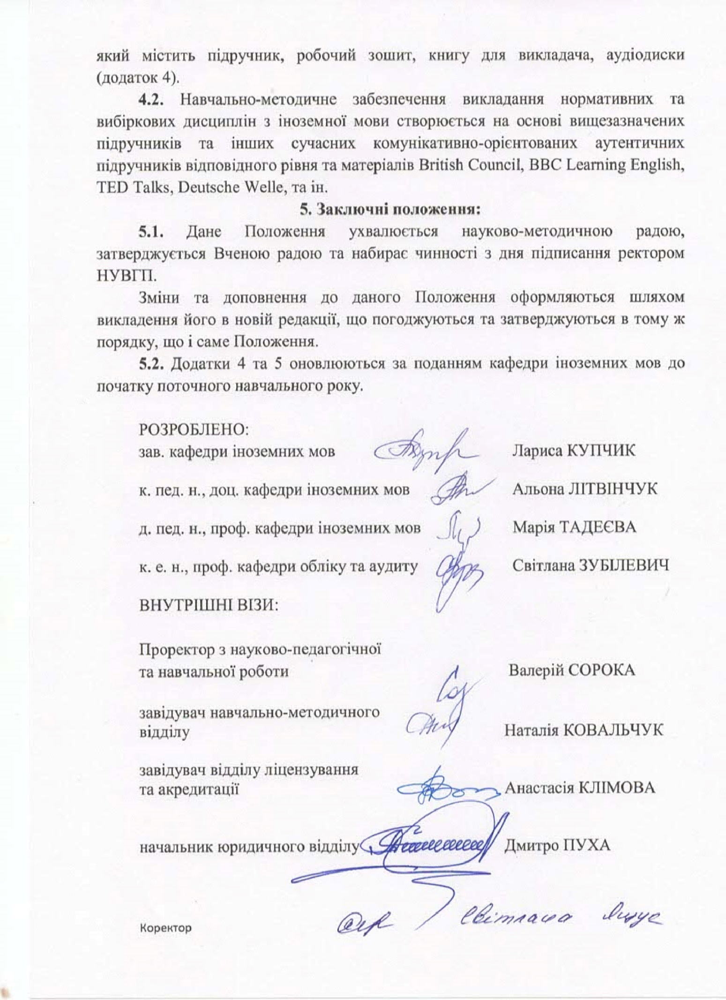 який містить підручник, робочий зошит, книгу для викладача, аудіодиски
(додаток 4).
4.2. Навчально-методичне забезпечення викладання нормативних та
вибіркових дисциплін з іноземної мови створюється на основі вищезазначених
підручників та інших сучасних комунікативно-орієнтованих аутентичних
підручників відповідного рівня та матеріалів British Council, BBC Learning English,
TED Talks, Deutsche Welle, та ін.
5. Заключні положення:
5.1. Дане Положення ухвалюється науково-методичною радою,
затверджується Вченою радою та набирає чинності з дня підписання ректором
НУВГП.
Зміни та доповнення до даного Положення оформляються шляхом
викладення його в новій редакції, що погоджуються та затверджуються в тому ж
порядку, що і саме Положення.
5.2. Додатки 4 та 5 оновлюються за поданням кафедри іноземних мов до
початку поточного навчального року.
РОЗРОБЛЕНО:
зав. кафедри іноземних мов Лариса КУПЧИК
к. пед. н., доц. кафедри іноземних мов Альона ЛІТВІНЧУК
д. пед. н., проф. кафедри іноземних мов Марія ТАДЕЄВА
к. е. н., проф. кафедри обліку та аудиту Світлана ЗУБІЛЕВИЧ
ВНУТРІШНІ ВІЗИ:
Проректор з науково-педагогічної
та навчальної роботи Валерій СОРОКА
завідувач навчально-методичного
відділу Наталія КОВАЛЬЧУК
завідувач відділу ліцензування
та акредитації Анастасія КЛІМОВА
начальник юридичного відділу Дмитро ПУХА
Коректор Світлана